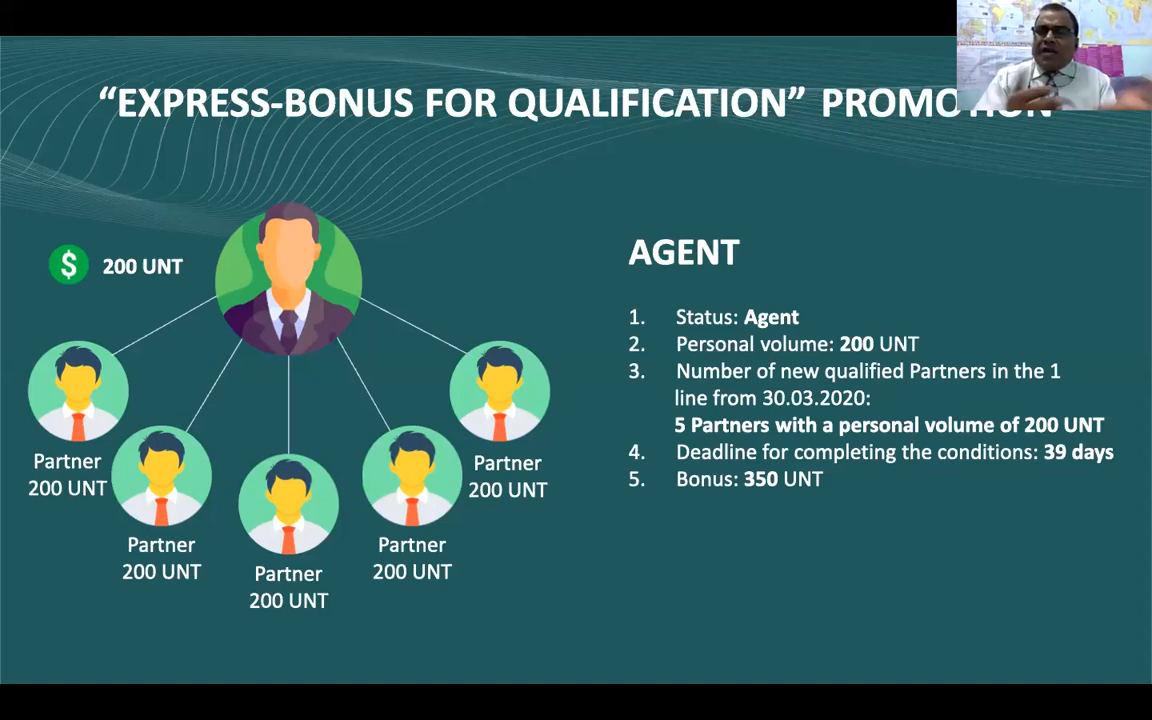 “EXPRESS-BONUS FOR QUALIFICATION” PROMOTION
$ 200 UNT
Partner
200 UNT
Partner
200 UNT
Partner
200 UNT
Partner
200 UNT
Partner
200 UNT
AGENT
1. Status: Agent
2. Personal volume: 200 UNT
3. Number of new qualified Partners in the 1
line from 30.03.2020:
5 Partners with a personal volume of 200 UNT
4. Deadline for completing the conditions: 39 days
5. Bonus: 350 UNT